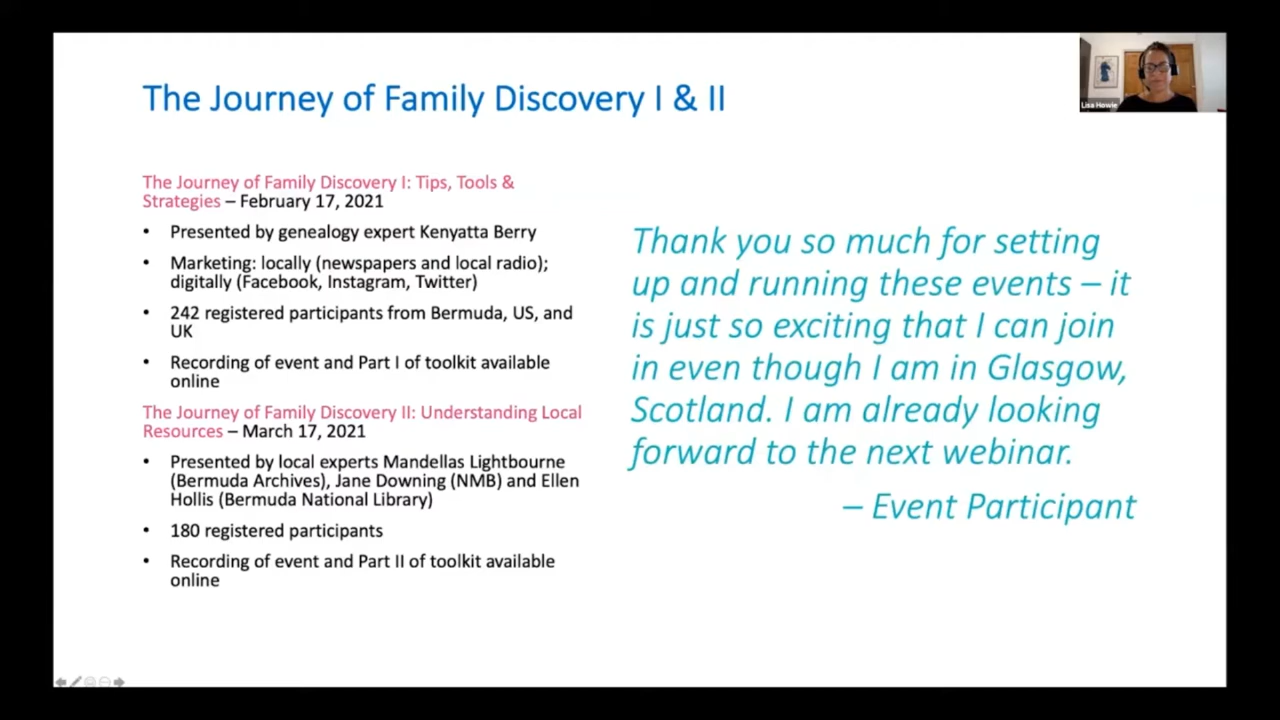 The Journey of Family Discovery I & II
Lisa Howie
The Journey of Family Discovery I: Tips, Tools &
Strategies – February 17, 2021
• Presented by genealogy expert Kenyatta Berry
• Marketing: locally (newspapers and local radio);
digitally (Facebook, Instagram, Twitter)
• 242 registered participants from Bermuda, US, and
UK
• Recording of event and Part I of toolkit available
online
The Journey of Family Discovery II: Understanding Local
Resources – March 17, 2021
• Presented by local experts Mandellas Lightbourne
(Bermuda Archives), Jane Downing (NMB) and Ellen
Hollis (Bermuda National Library)
• 180 registered participants
• Recording of event and Part II of toolkit available
online
Thank you so much for setting
up and running these events – it
is just so exciting that I can join
in even though I am in Glasgow,
Scotland. I am already looking
forward to the next webinar.
– Event Participant